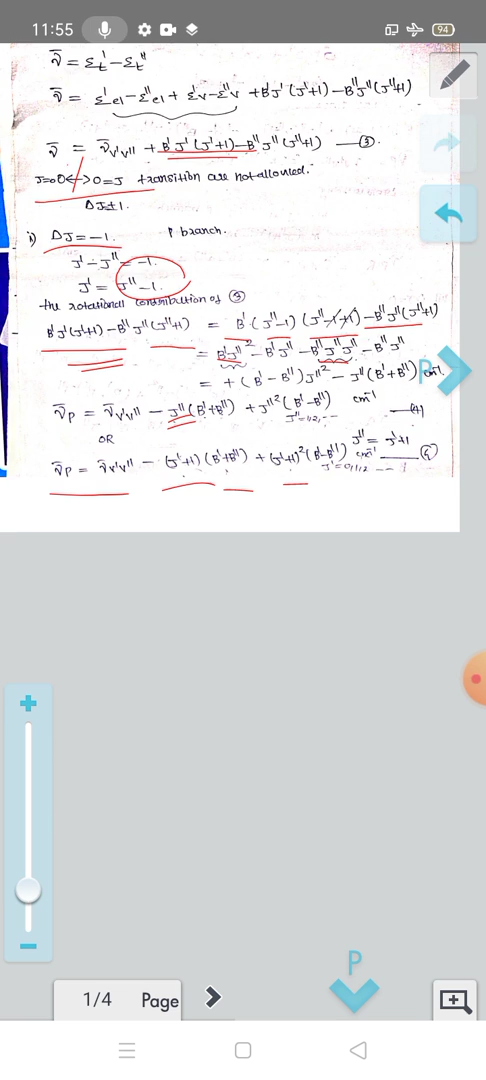 11:55
94
ν̄ = Σt' - Σt''
ν̄ = Σ'el - Σ''el + Σ'v - Σ''v + B'J'(J'+1) - B''J''(J''+1)
ν̄ = ν̄v'v'' + B'J'(J'+1) - B''J''(J''+1) —(3).
J=0 <-> 0=J transition are not allowed.
ΔJ±1.
i) ΔJ = -1. P branch.
J' - J'' = -1.
J' = J'' - 1.
the rotational contribution of (3)
B'J'(J'+1) - B''J''(J''+1) = B'(J''-1)(J''-1+1) - B''J''(J''+1)
= B'J''² - B'J'' - B''J''J'' - B''J''
= +(B'-B'')J''² - J''(B'+B'') cm⁻¹.
ν̄p = ν̄v'v'' - J''(B'+B'') + J''²(B'-B'') cm⁻¹ —(4)
J''=1,2,--
OR
J'' = J'+1
ν̄p = ν̄v'v'' - (J'+1)(B'+B'') + (J'+1)²(B'-B'') cm⁻¹
J'=0,1,2 ---
P
P
1/4 Page